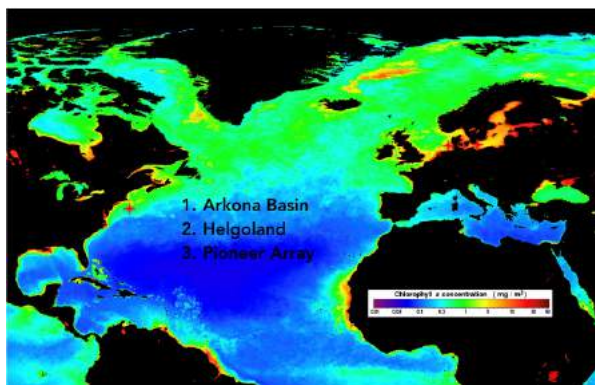 1. Arkona Basin
2. Helgoland
3. Pioneer Array
Chlorophyll a concentration ( mg / m³ )